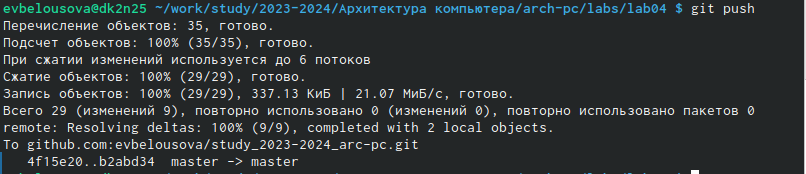 evbelousova@dk2n25 ~/work/study/2023-2024/Архитектура компьютера/arch-pc/labs/lab04 $ git push
Перечисление объектов: 35, готово.
Подсчет объектов: 100% (35/35), готово.
При сжатии изменений используется до 6 потоков
Сжатие объектов: 100% (29/29), готово.
Запись объектов: 100% (29/29), 337.13 КиБ | 21.07 МиБ/с, готово.
Всего 29 (изменений 9), повторно использовано 0 (изменений 0), повторно использовано пакетов 0
remote: Resolving deltas: 100% (9/9), completed with 2 local objects.
To github.com:evbelousova/study_2023-2024_arc-pc.git
   4f15e20..b2abd34  master -> master